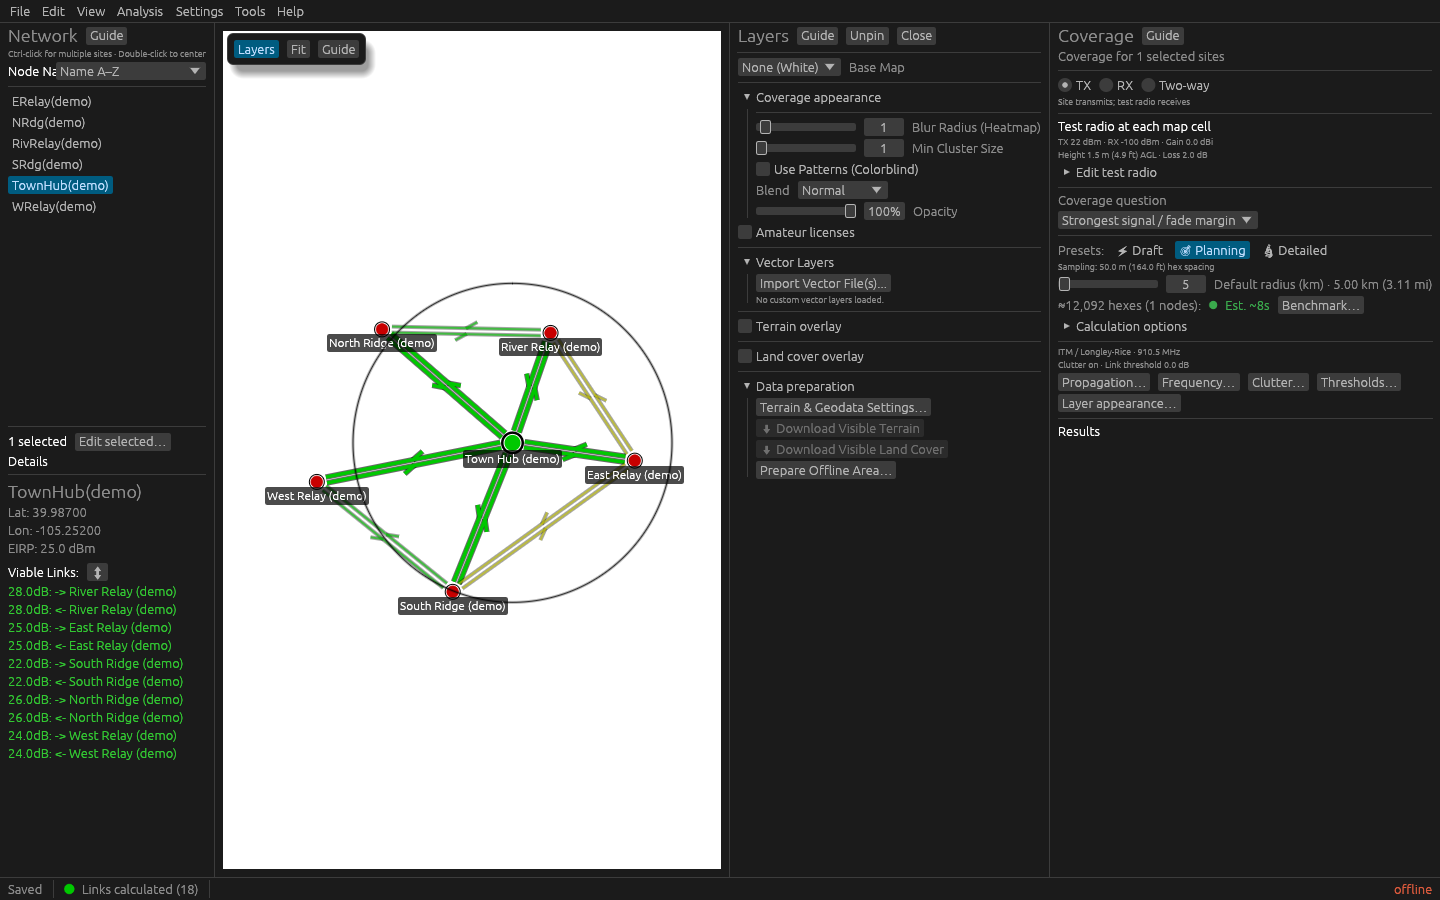 File Edit View Analysis Settings Tools Help
Network Guide
Ctrl-click for multiple sites · Double-click to center
Node Na Name A–Z
ERelay(demo)
NRdg(demo)
RivRelay(demo)
SRdg(demo)
TownHub(demo)
WRelay(demo)
1 selected Edit selected…
Details
TownHub(demo)
Lat: 39.98700
Lon: -105.25200
EIRP: 25.0 dBm
Viable Links:
28.0dB: -> River Relay (demo)
28.0dB: <- River Relay (demo)
25.0dB: -> East Relay (demo)
25.0dB: <- East Relay (demo)
22.0dB: -> South Ridge (demo)
22.0dB: <- South Ridge (demo)
26.0dB: -> North Ridge (demo)
26.0dB: <- North Ridge (demo)
24.0dB: -> West Relay (demo)
24.0dB: <- West Relay (demo)
Layers Fit Guide
North Ridge (demo)
River Relay (demo)
Town Hub (demo)
East Relay (demo)
West Relay (demo)
South Ridge (demo)
Layers Guide Unpin Close
None (White) Base Map
Coverage appearance
1 Blur Radius (Heatmap)
1 Min Cluster Size
Use Patterns (Colorblind)
Blend Normal
100% Opacity
Amateur licenses
Vector Layers
Import Vector File(s)…
No custom vector layers loaded.
Terrain overlay
Land cover overlay
Data preparation
Terrain & Geodata Settings…
Download Visible Terrain
Download Visible Land Cover
Prepare Offline Area…
Coverage Guide
Coverage for 1 selected sites
TX RX Two-way
Site transmits; test radio receives
Test radio at each map cell
TX 22 dBm · RX -100 dBm · Gain 0.0 dBi
Height 1.5 m (4.9 ft) AGL · Loss 2.0 dB
Edit test radio
Coverage question
Strongest signal / fade margin
Presets: Draft Planning Detailed
Sampling: 50.0 m (164.0 ft) hex spacing
5 Default radius (km) · 5.00 km (3.11 mi)
≈12,092 hexes (1 nodes): Est. ~8s Benchmark…
Calculation options
ITM / Longley-Rice · 910.5 MHz
Clutter on · Link threshold 0.0 dB
Propagation… Frequency… Clutter… Thresholds…
Layer appearance…
Results
Saved Links calculated (18) offline